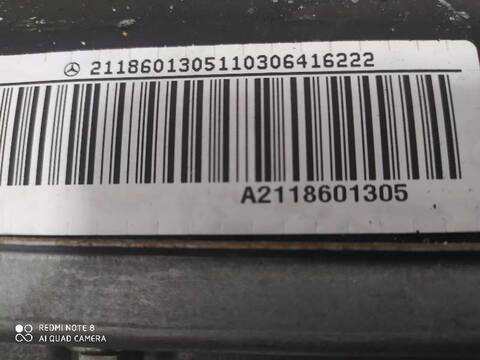 2118601305110306416222
A2118601305
REDMI NOTE 8
AI QUAD CAMERA